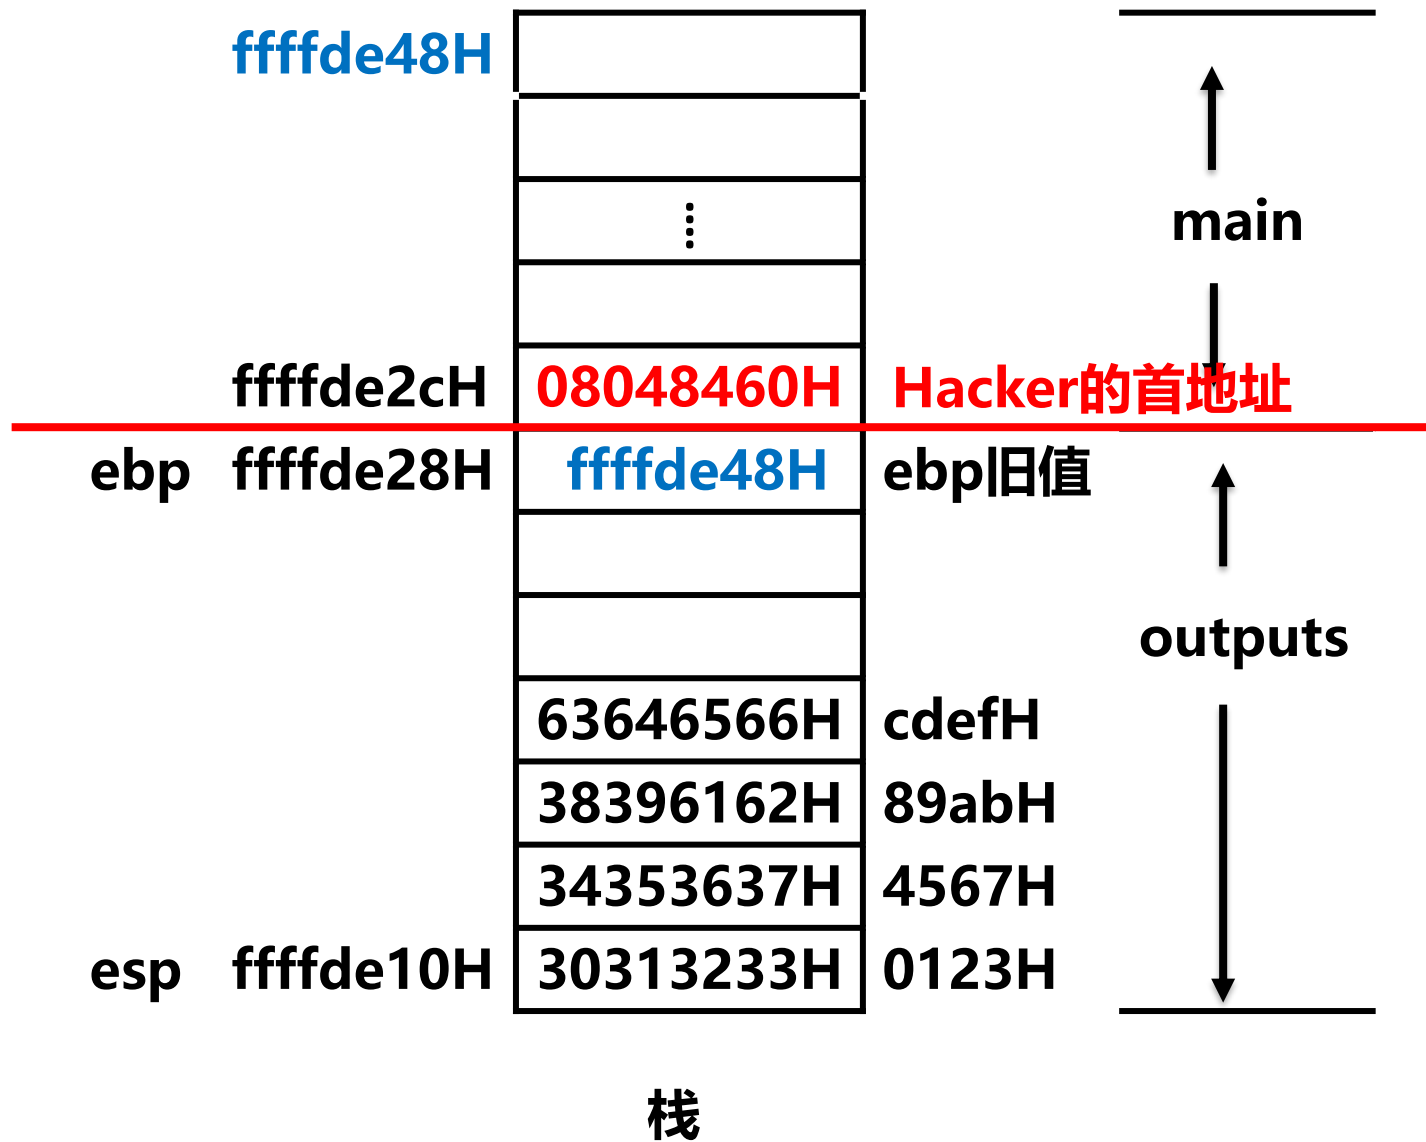 ffffde48H
main
ffffde2cH 08048460H Hacker的首地址
ebp ffffde28H ffffde48H ebp旧值
outputs
63646566H cdefH
38396162H 89abH
34353637H 4567H
esp ffffde10H 30313233H 0123H
栈